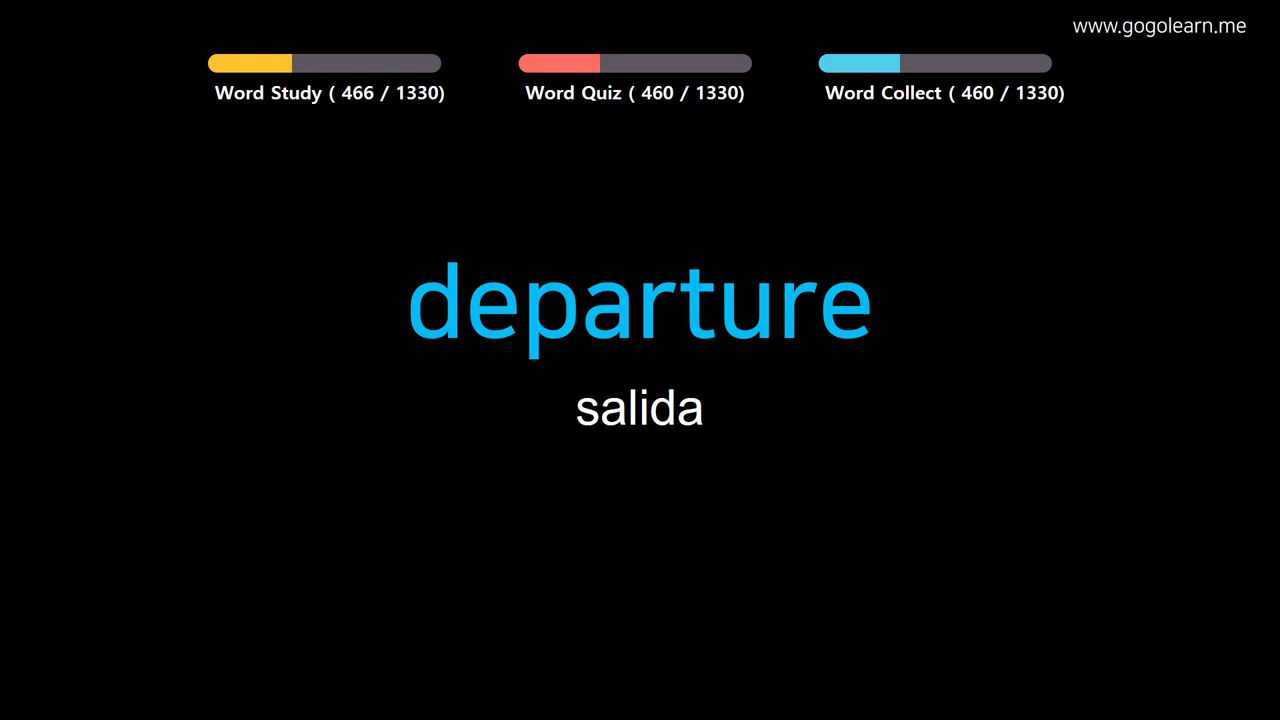 www.gogolearn.me
Word Study ( 466 / 1330)
Word Quiz ( 460 / 1330)
Word Collect ( 460 / 1330)
departure
salida